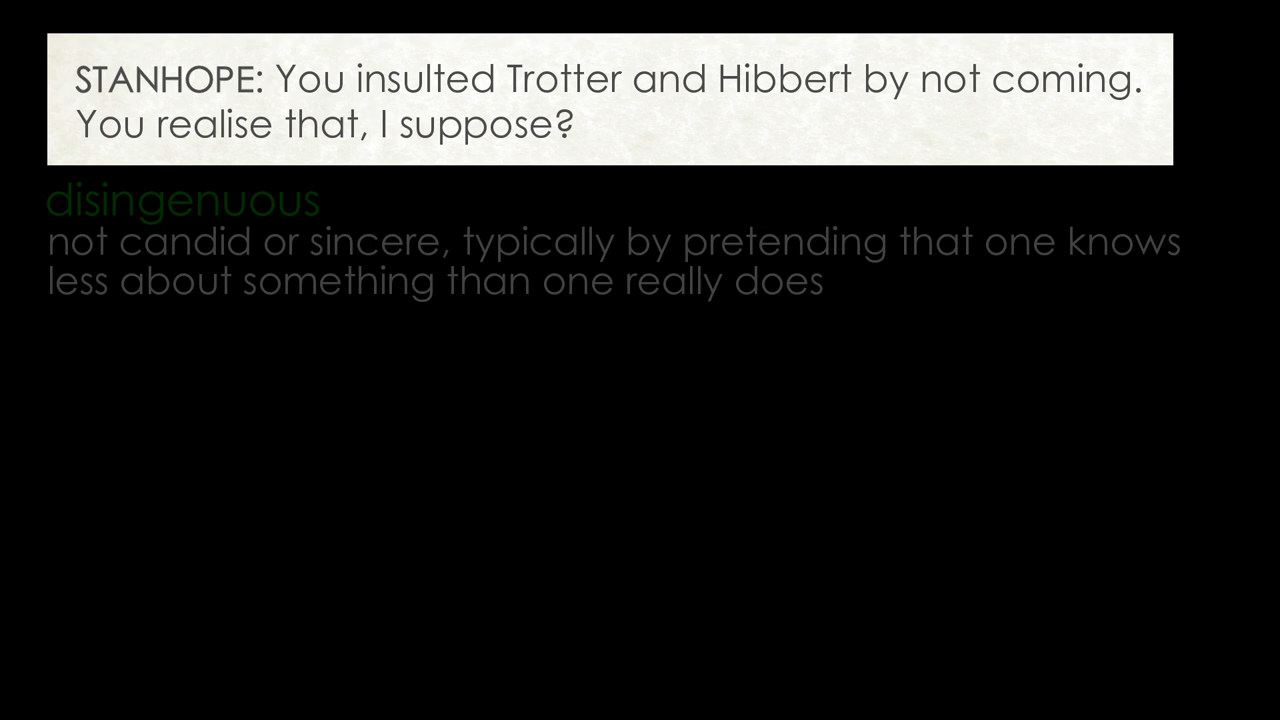 STANHOPE: You insulted Trotter and Hibbert by not coming.
You realise that, I suppose?
disingenuous
not candid or sincere, typically by pretending that one knows
less about something than one really does